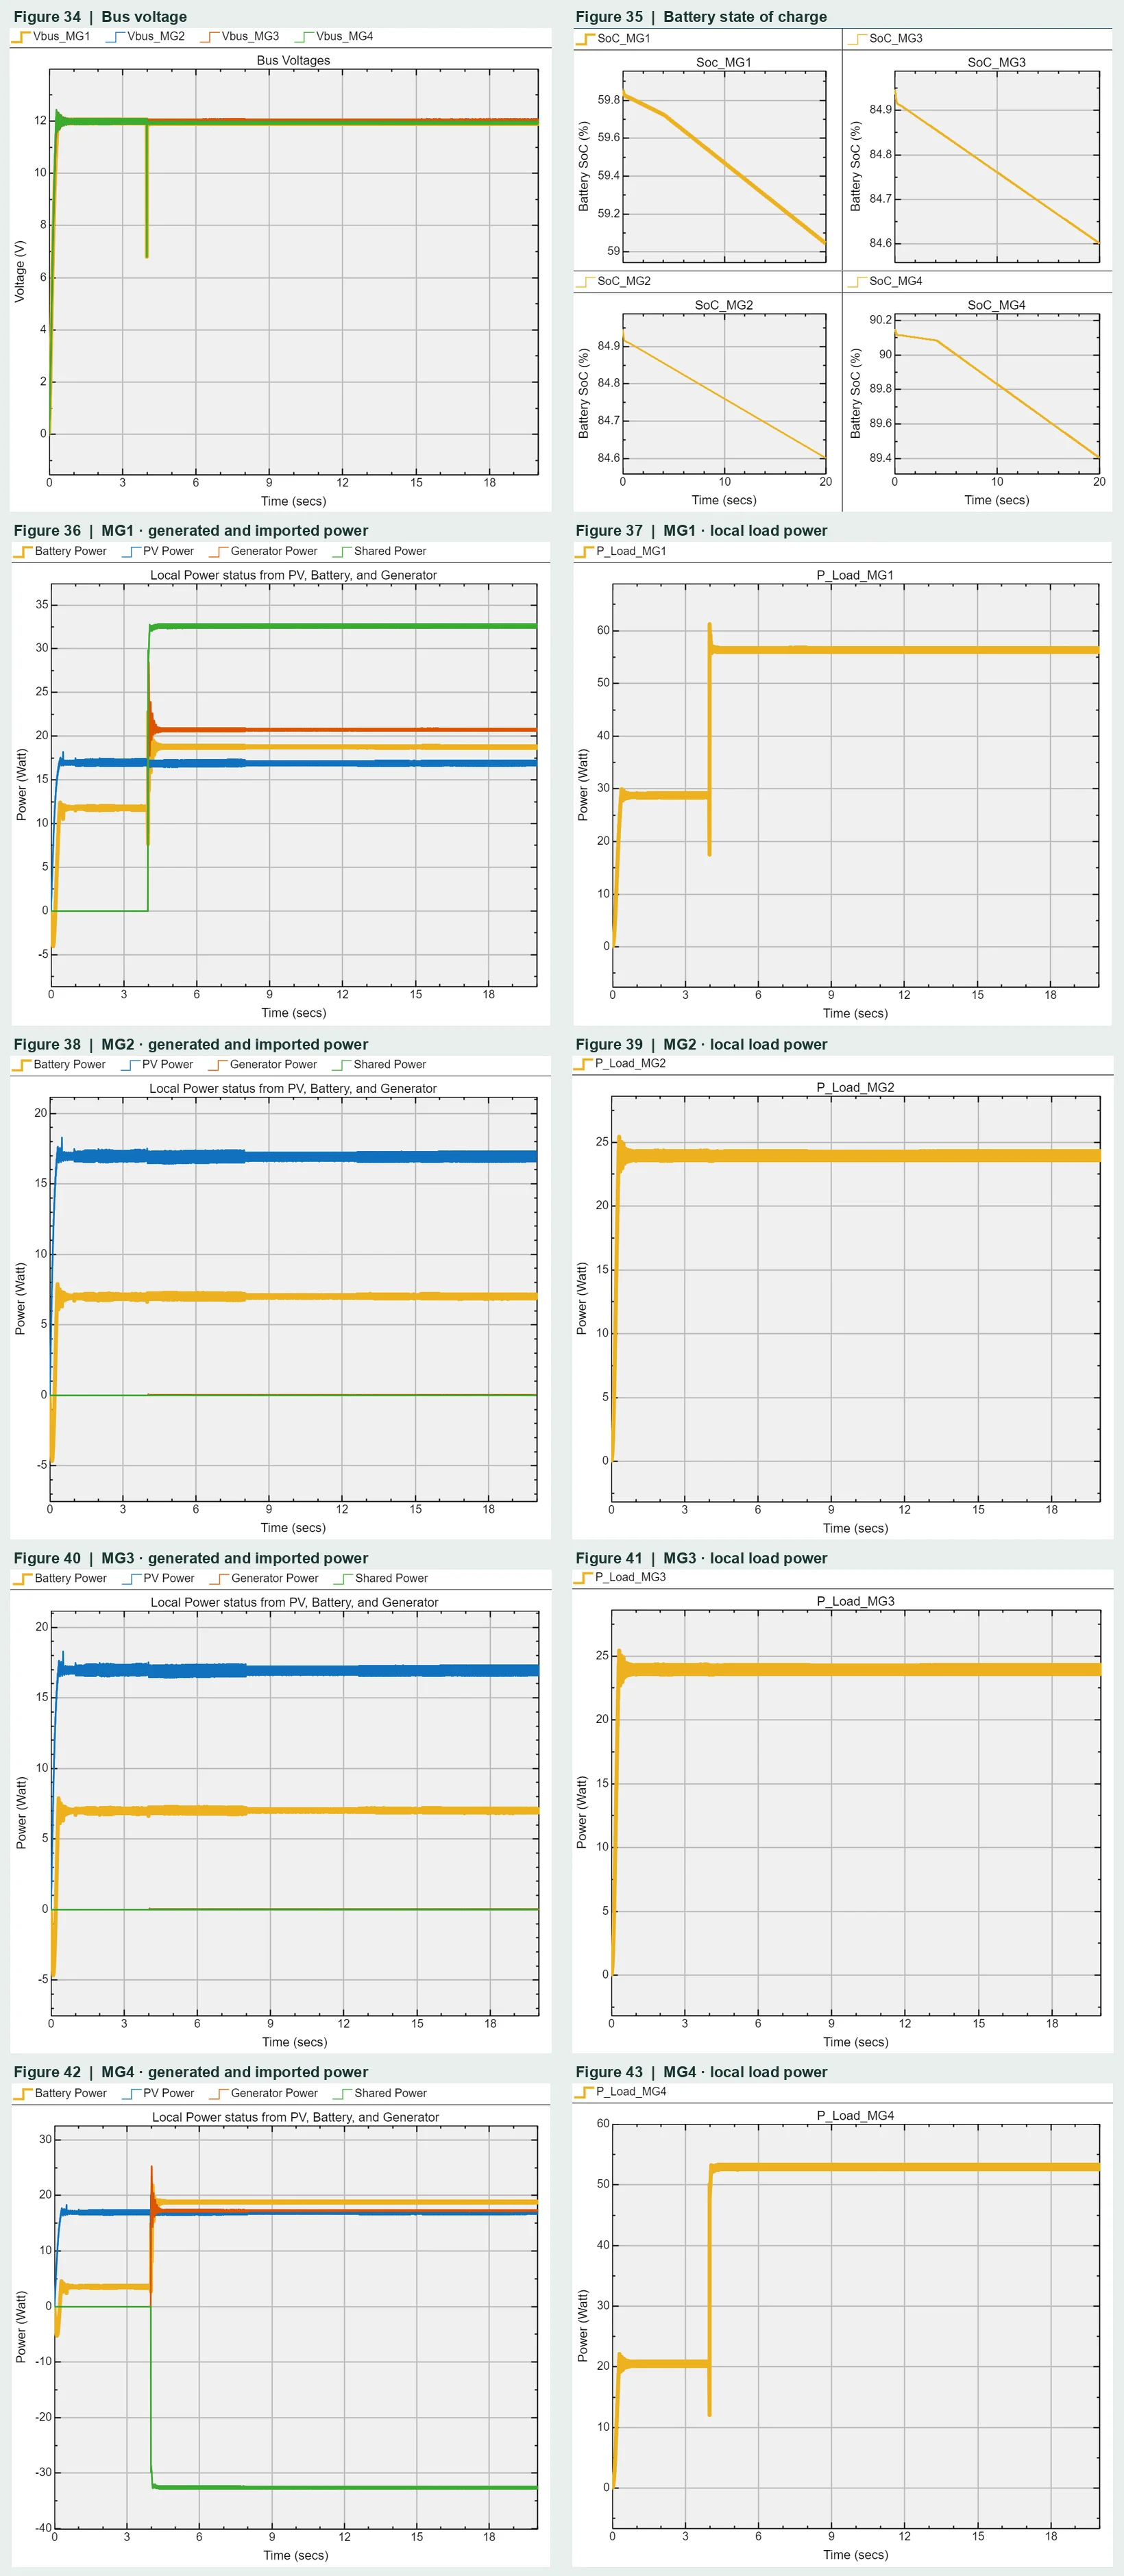 Figure 34 | Bus voltage
Vbus_MG1 Vbus_MG2 Vbus_MG3 Vbus_MG4
Bus Voltages
12
10
8
6
4
2
0
Voltage (V)
0 3 6 9 12 15 18
Time (secs)
Figure 35 | Battery state of charge
SoC_MG1
Soc_MG1
59.8
59.6
59.4
59.2
59
Battery SoC (%)
SoC_MG3
SoC_MG3
84.9
84.8
84.7
84.6
Battery SoC (%)
SoC_MG2
SoC_MG2
84.9
84.8
84.7
84.6
Battery SoC (%)
0 10 20
Time (secs)
SoC_MG4
SoC_MG4
90.2
90
89.8
89.6
89.4
Battery SoC (%)
0 10 20
Time (secs)
Figure 36 | MG1 · generated and imported power
Battery Power PV Power Generator Power Shared Power
Local Power status from PV, Battery, and Generator
35
30
25
20
15
10
5
0
-5
Power (Watt)
0 3 6 9 12 15 18
Time (secs)
Figure 37 | MG1 · local load power
P_Load_MG1
P_Load_MG1
60
50
40
30
20
10
0
Power (Watt)
0 3 6 9 12 15 18
Time (secs)
Figure 38 | MG2 · generated and imported power
Battery Power PV Power Generator Power Shared Power
Local Power status from PV, Battery, and Generator
20
15
10
5
0
-5
Power (Watt)
0 3 6 9 12 15 18
Time (secs)
Figure 39 | MG2 · local load power
P_Load_MG2
P_Load_MG2
25
20
15
10
5
0
Power (Watt)
0 3 6 9 12 15 18
Time (secs)
Figure 40 | MG3 · generated and imported power
Battery Power PV Power Generator Power Shared Power
Local Power status from PV, Battery, and Generator
20
15
10
5
0
-5
Power (Watt)
0 3 6 9 12 15 18
Time (secs)
Figure 41 | MG3 · local load power
P_Load_MG3
P_Load_MG3
25
20
15
10
5
0
Power (Watt)
0 3 6 9 12 15 18
Time (secs)
Figure 42 | MG4 · generated and imported power
Battery Power PV Power Generator Power Shared Power
Local Power status from PV, Battery, and Generator
30
20
10
0
-10
-20
-30
-40
Power (Watt)
0 3 6 9 12 15 18
Time (secs)
Figure 43 | MG4 · local load power
P_Load_MG4
P_Load_MG4
60
50
40
30
20
10
0
Power (Watt)
0 3 6 9 12 15 18
Time (secs)